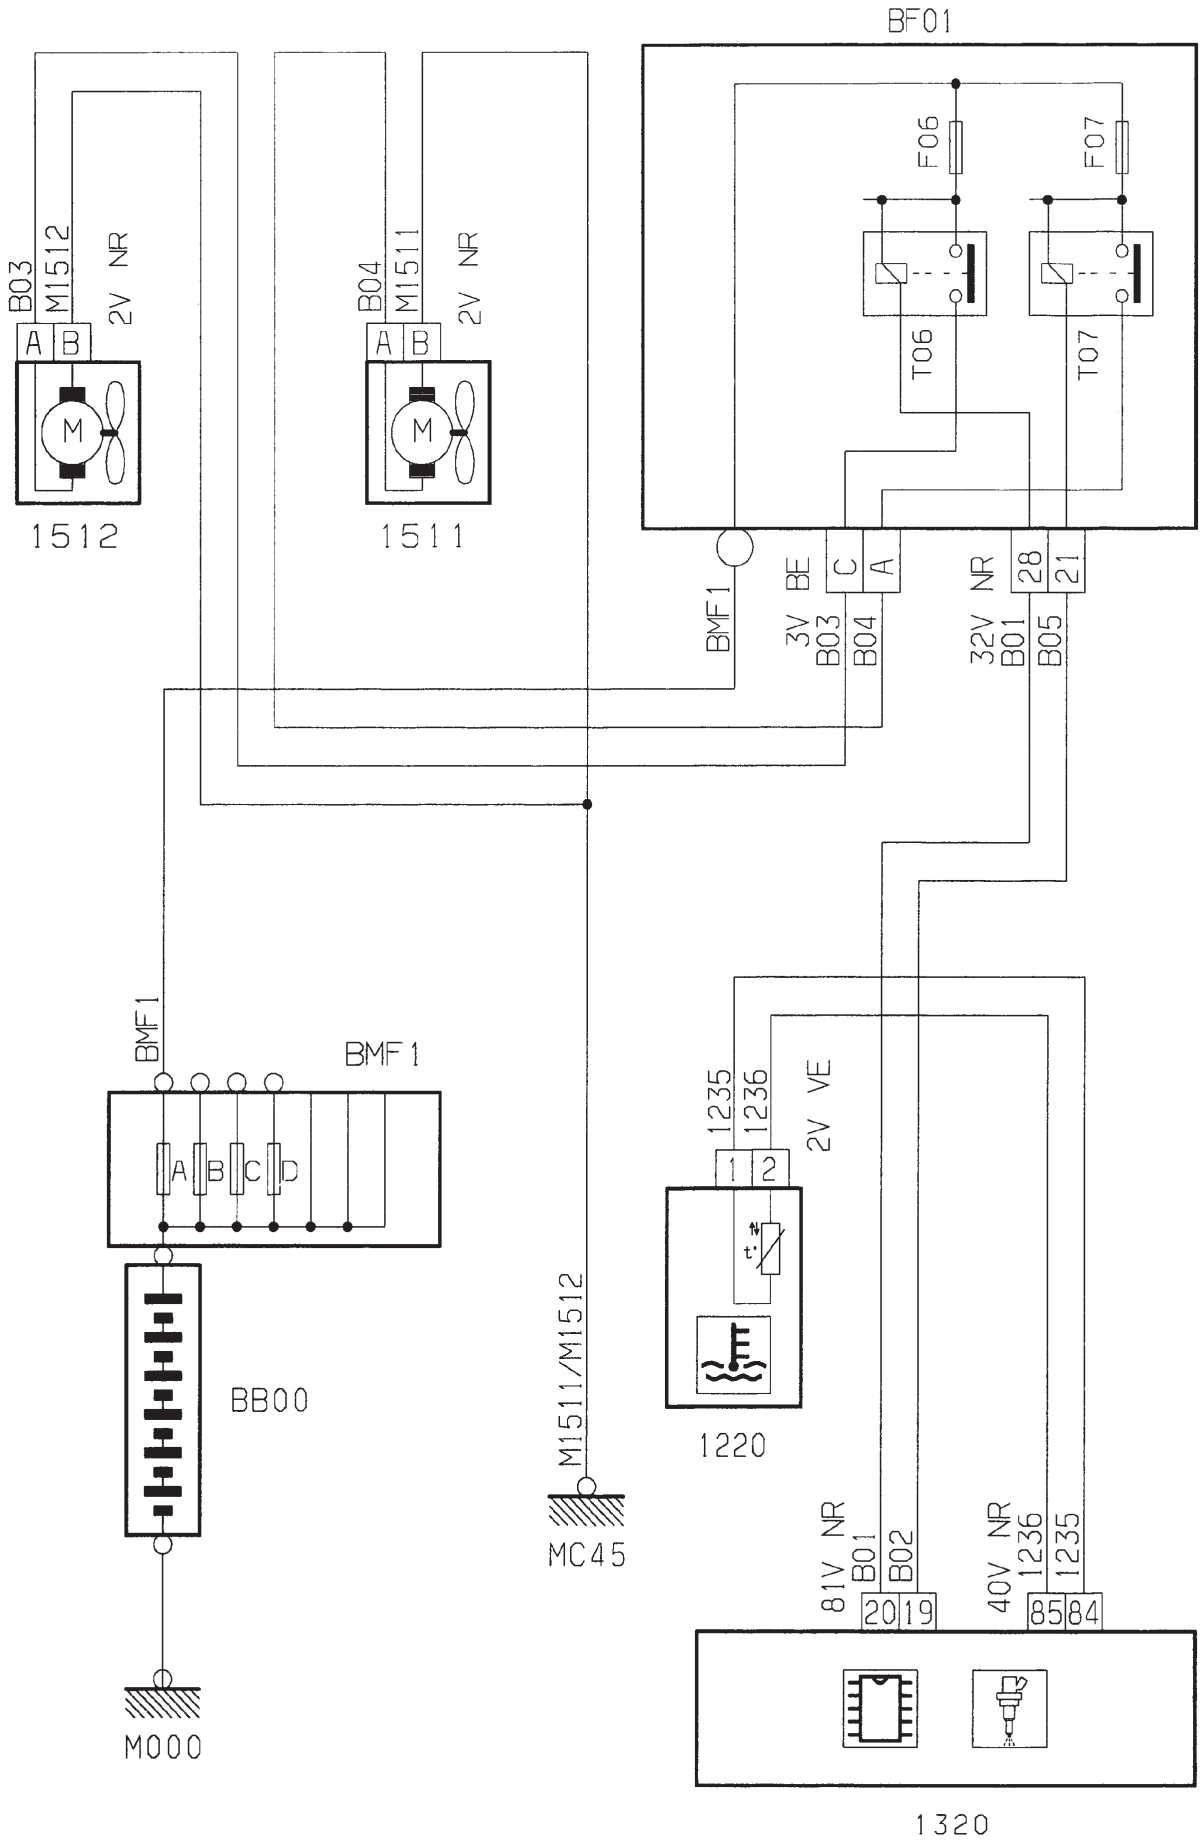 BF01
F06
F07
B03
M1512
2V NR
B04
M1511
2V NR
A
B
A
B
T06
T07
M
M
1512
1511
BMF1
3V BE
C
A
B03
B04
32V NR
28
21
B01
B05
BMF1
BMF1
A
B
C
D
1235
1236
2V VE
1
2
t°
BB00
M1511/M1512
1220
MC45
81V NR
B01
B02
40V NR
1236
1235
20
19
85
84
M000
1320